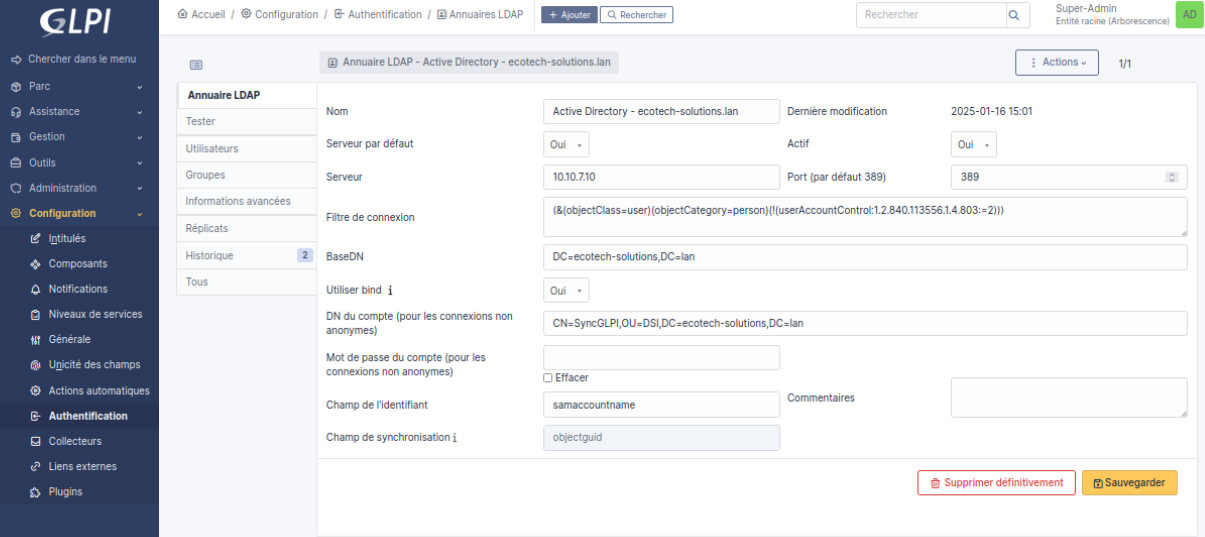 GLPI
Accueil / Configuration / Authentification / Annuaires LDAP
+ Ajouter
Rechercher
Rechercher
Super-Admin
Entité racine (Arborescence)
AD
Chercher dans le menu
Parc
Assistance
Gestion
Outils
Administration
Configuration
Intitulés
Composants
Notifications
Niveaux de services
Générale
Unicité des champs
Actions automatiques
Authentification
Collecteurs
Liens externes
Plugins
Annuaire LDAP - Active Directory - ecotech-solutions.lan
Actions
1/1
Annuaire LDAP
Tester
Utilisateurs
Groupes
Informations avancées
Réplicats
Historique 2
Tous
Nom Active Directory - ecotech-solutions.lan Dernière modification 2025-01-16 15:01
Serveur par défaut Oui Actif Oui
Serveur 10.10.7.10 Port (par défaut 389) 389
Filtre de connexion (&(objectClass=user)(objectCategory=person)(!(userAccountControl:1.2.840.113556.1.4.803:=2)))
BaseDN DC=ecotech-solutions,DC=lan
Utiliser bind i Oui
DN du compte (pour les connexions non
anonymes)
CN=SyncGLPI,OU=DSI,DC=ecotech-solutions,DC=lan
Mot de passe du compte (pour les
connexions non anonymes)
Effacer
Champ de l'identifiant samaccountname Commentaires
Champ de synchronisation i objectguid
Supprimer définitivement
Sauvegarder